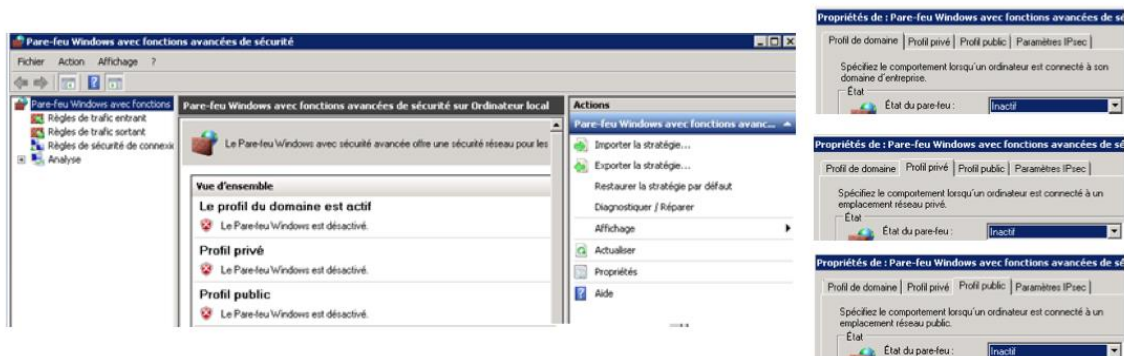 Pare-feu Windows avec fonctions avancées de sécurité
Fichier Action Affichage ?
Pare-feu Windows avec fonctions
Règles de trafic entrant
Règles de trafic sortant
Règles de sécurité de connexi
Analyse
Pare-feu Windows avec fonctions avancées de sécurité sur Ordinateur local
Le Pare-feu Windows avec sécurité avancée offre une sécurité réseau pour les
Vue d'ensemble
Le profil du domaine est actif
Le Pare-feu Windows est désactivé.
Profil privé
Le Pare-feu Windows est désactivé.
Profil public
Le Pare-feu Windows est désactivé.
Actions
Pare-feu Windows avec fonctions avanc...
Importer la stratégie...
Exporter la stratégie...
Restaurer la stratégie par défaut
Diagnostiquer / Réparer
Affichage
Actualiser
Propriétés
Aide
Propriétés de : Pare-feu Windows avec fonctions avancées de sé
Profil de domaine Profil privé Profil public Paramètres IPsec
Spécifiez le comportement lorsqu'un ordinateur est connecté à son
domaine d'entreprise.
État
État du pare-feu : Inactif
Propriétés de : Pare-feu Windows avec fonctions avancées de sé
Profil de domaine Profil privé Profil public Paramètres IPsec
Spécifiez le comportement lorsqu'un ordinateur est connecté à un
emplacement réseau privé.
État
État du pare-feu : Inactif
Propriétés de : Pare-feu Windows avec fonctions avancées de sé
Profil de domaine Profil privé Profil public Paramètres IPsec
Spécifiez le comportement lorsqu'un ordinateur est connecté à un
emplacement réseau public.
État
État du pare-feu : Inactif